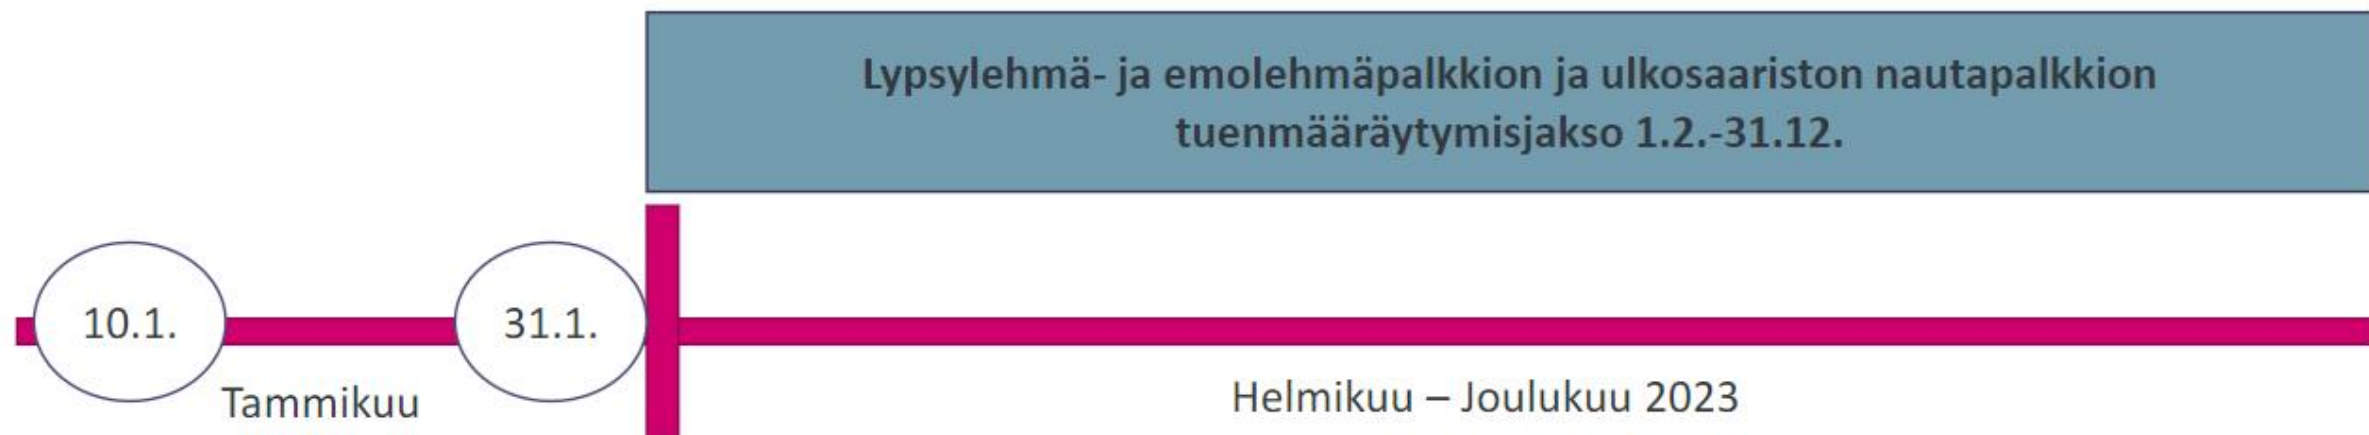 Lypsylehmä- ja emolehmäpalkkion ja ulkosaariston nautapalkkion
tuenmääräytymisjakso 1.2.-31.12.
10.1.
31.1.
Tammikuu
Helmikuu – Joulukuu 2023